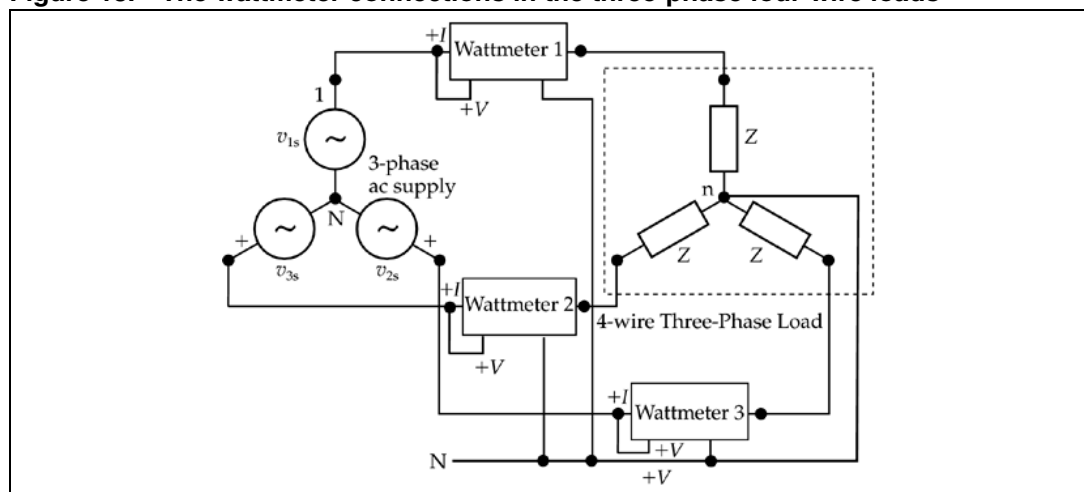 Figure 18. The wattmeter connections in the three-phase four-wire loads
+I
Wattmeter 1
+V
1
v1s
3-phase
ac supply
N
+
+
v3s
v2s
Z
n
Z
Z
+I
Wattmeter 2
+V
4-wire Three-Phase Load
+I
Wattmeter 3
+V
N
+V